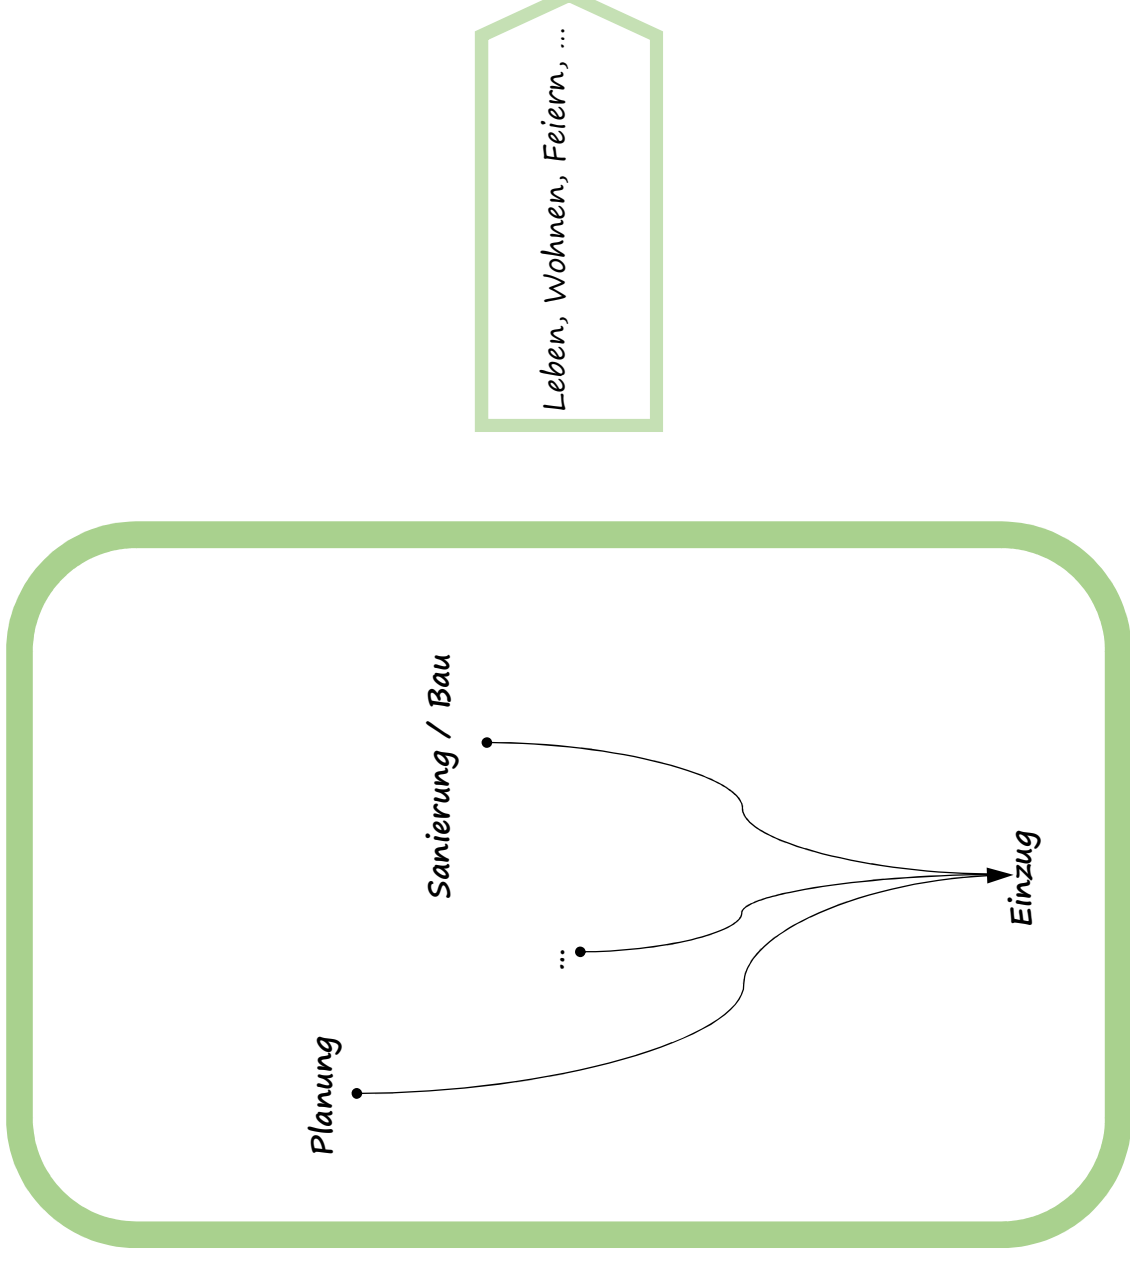 Planung
...
Sanierung / Bau
Einzug
Leben, Wohnen, Feiern, ...